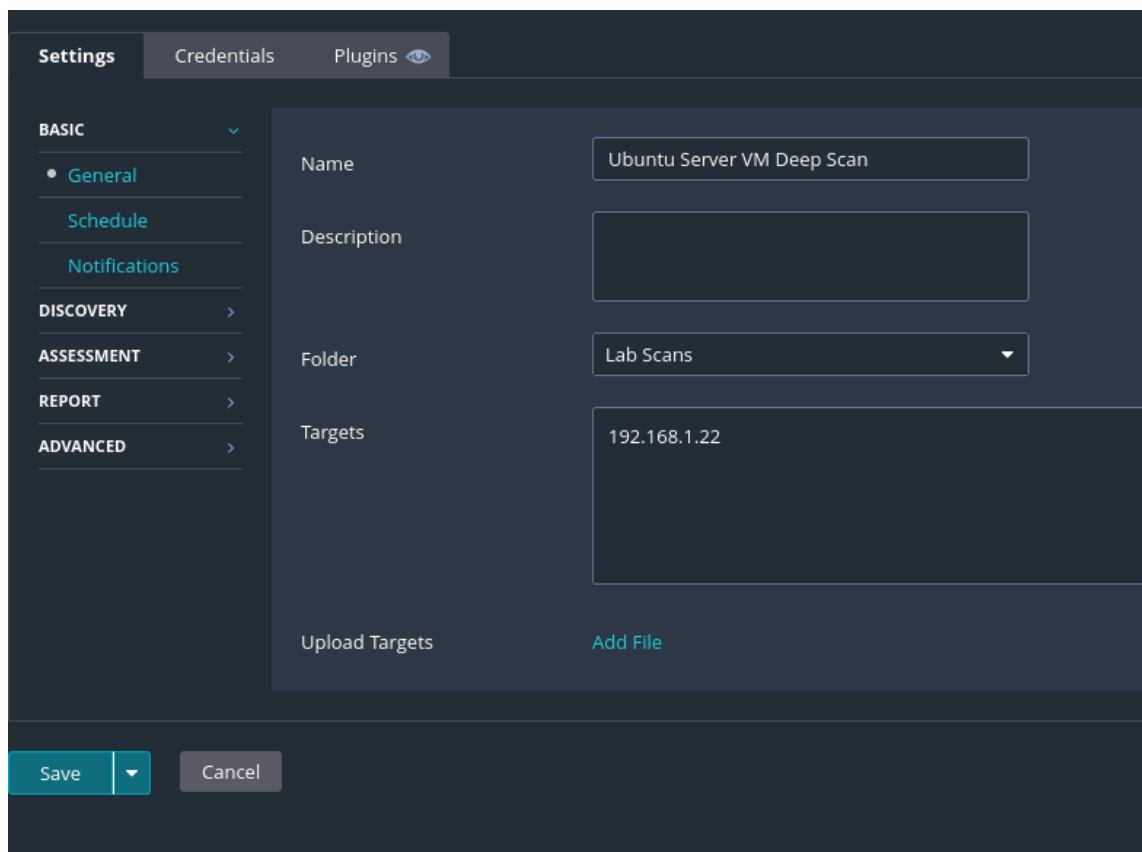 Settings Credentials Plugins
BASIC
General
Schedule
Notifications
DISCOVERY
ASSESSMENT
REPORT
ADVANCED
Name Ubuntu Server VM Deep Scan
Description
Folder Lab Scans
Targets 192.168.1.22
Upload Targets Add File
Save Cancel